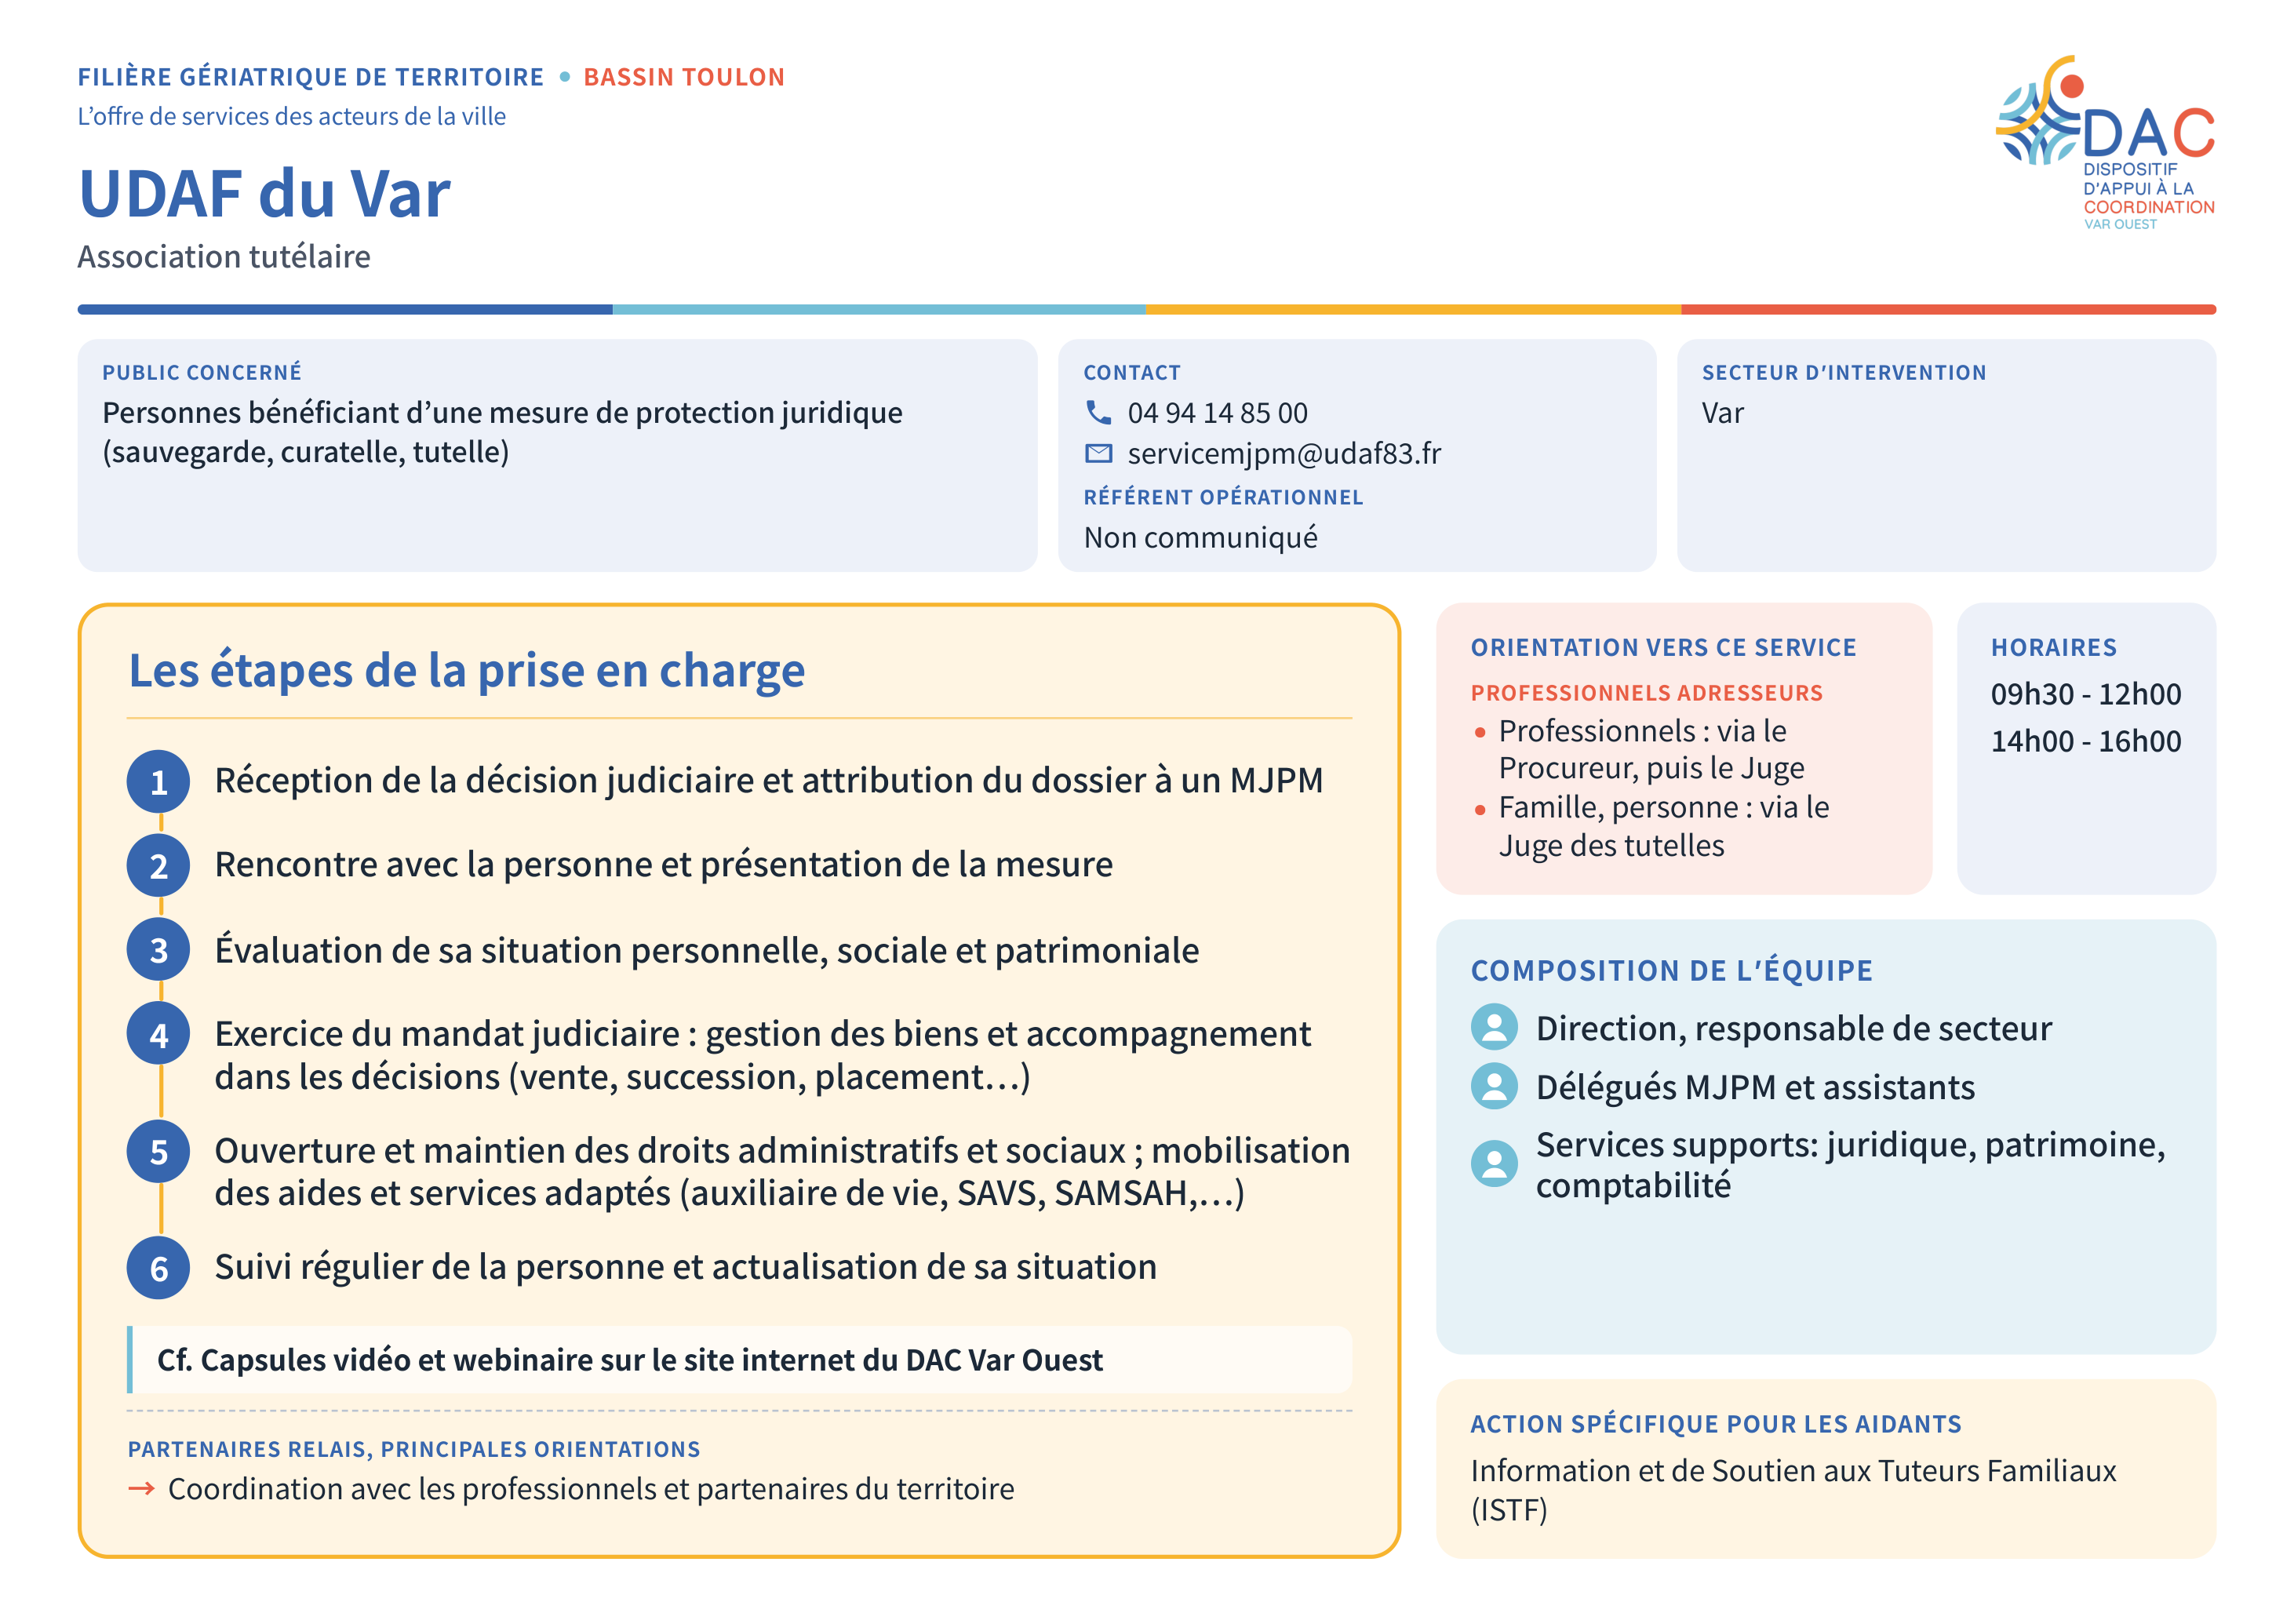 FILIÈRE GÉRIATRIQUE DE TERRITOIRE • BASSIN TOULON
L’offre de services des acteurs de la ville
UDAF du Var
Association tutélaire
DAC
DISPOSITIF
D'APPUI À LA
COORDINATION
VAR OUEST
PUBLIC CONCERNÉ
Personnes bénéficiant d’une mesure de protection juridique
(sauvegarde, curatelle, tutelle)
CONTACT
04 94 14 85 00
servicemjpm@udaf83.fr
RÉFÉRENT OPÉRATIONNEL
Non communiqué
SECTEUR D'INTERVENTION
Var
Les étapes de la prise en charge
1 Réception de la décision judiciaire et attribution du dossier à un MJPM
2 Rencontre avec la personne et présentation de la mesure
3 Évaluation de sa situation personnelle, sociale et patrimoniale
4 Exercice du mandat judiciaire : gestion des biens et accompagnement
dans les décisions (vente, succession, placement…)
5 Ouverture et maintien des droits administratifs et sociaux ; mobilisation
des aides et services adaptés (auxiliaire de vie, SAVS, SAMSAH,…)
6 Suivi régulier de la personne et actualisation de sa situation
Cf. Capsules vidéo et webinaire sur le site internet du DAC Var Ouest
PARTENAIRES RELAIS, PRINCIPALES ORIENTATIONS
→ Coordination avec les professionnels et partenaires du territoire
ORIENTATION VERS CE SERVICE
PROFESSIONNELS ADRESSEURS
• Professionnels : via le
Procureur, puis le Juge
• Famille, personne : via le
Juge des tutelles
HORAIRES
09h30 - 12h00
14h00 - 16h00
COMPOSITION DE L'ÉQUIPE
Direction, responsable de secteur
Délégués MJPM et assistants
Services supports: juridique, patrimoine,
comptabilité
ACTION SPÉCIFIQUE POUR LES AIDANTS
Information et de Soutien aux Tuteurs Familiaux
(ISTF)